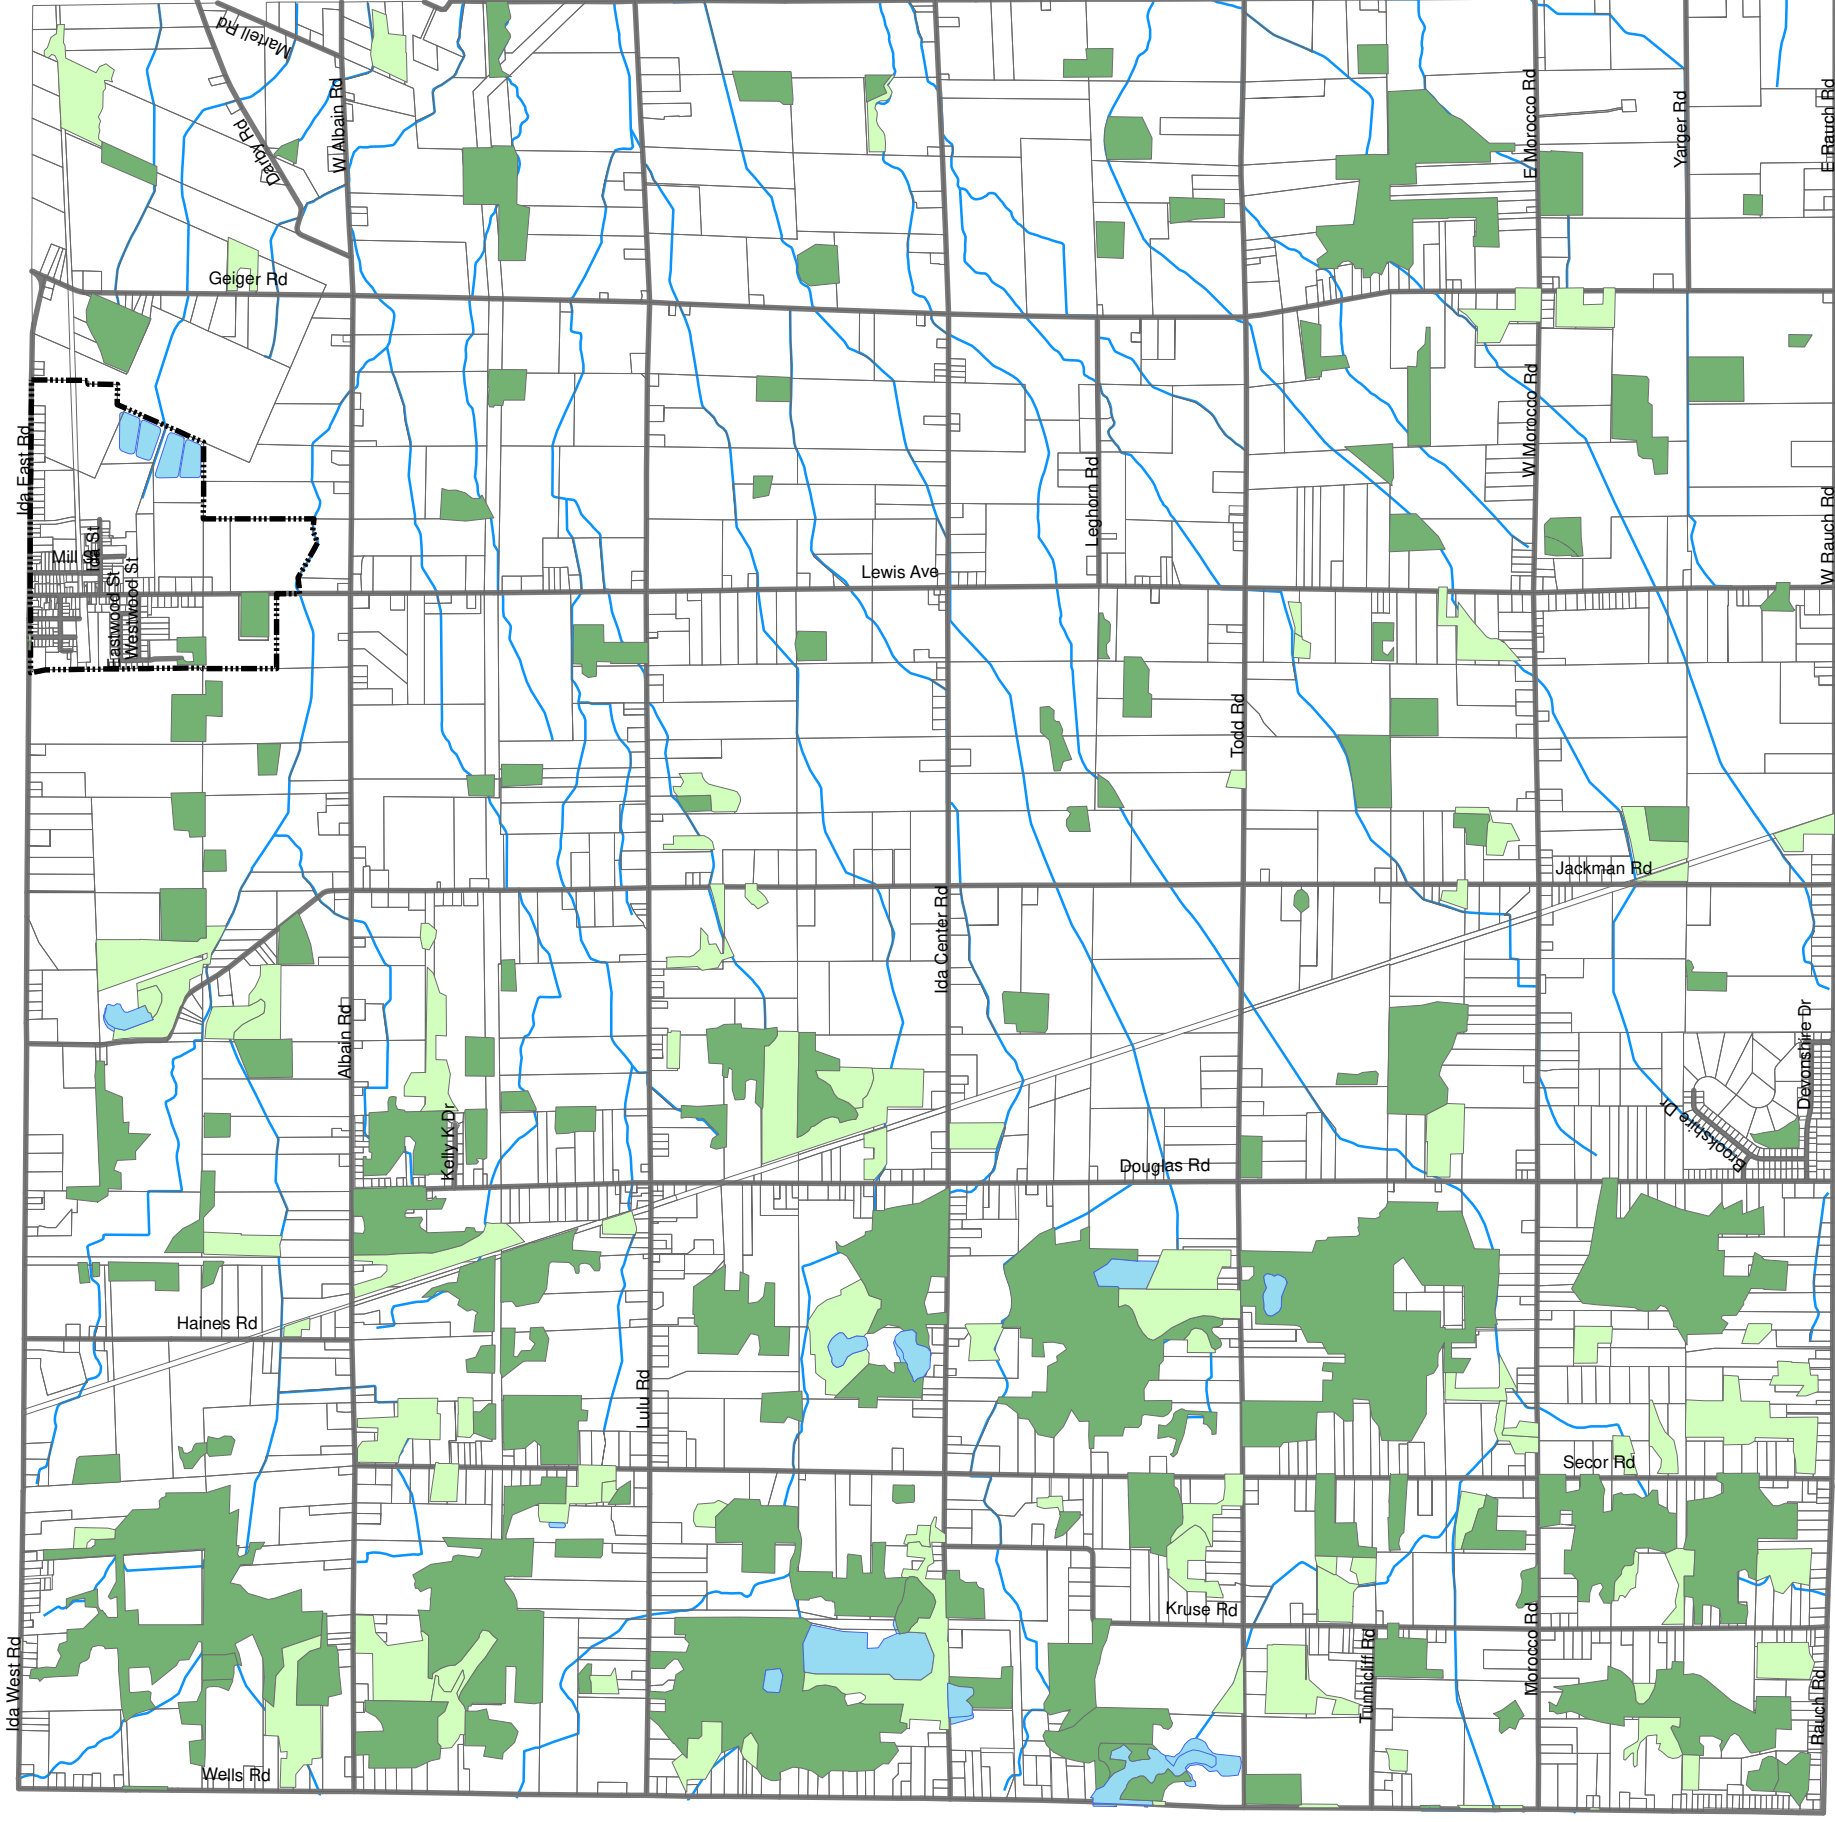 Martell Rd
W Albain Rd
Darby Rd
E Morocco Rd
Yarger Rd
E Rauch Rd
Geiger Rd
Ida East Rd
Leghorn Rd
W Morocco Rd
W Rauch Rd
Mill St
Ida St
Lewis Ave
Eastwood St
Westwood St
Todd Rd
Jackman Rd
Ida Center Rd
Albain Rd
Devonshire Dr
Brookshire Dr
Kelly K Dr
Douglas Rd
Haines Rd
Lulu Rd
Secor Rd
Kruse Rd
Ida West Rd
Tunnicliff Rd
Morocco Rd
Rauch Rd
Wells Rd